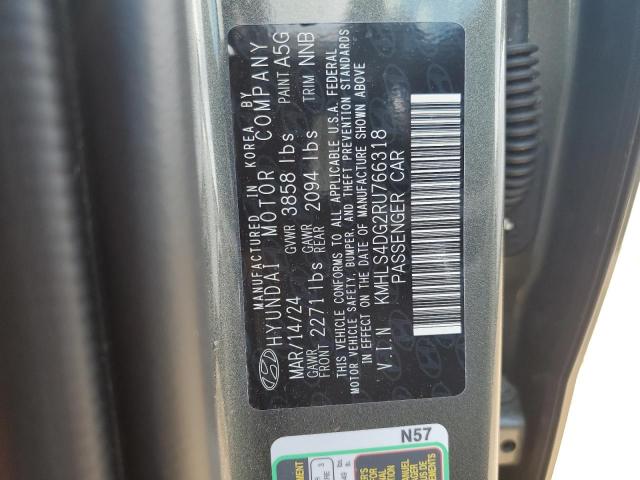 MANUFACTURED IN KOREA BY
HYUNDAI MOTOR COMPANY
MAR/14/24 GVWR 3858 lbs PAINT A5G
GAWR FRONT 2271 lbs GAWR REAR 2094 lbs TRIM NNB
THIS VEHICLE CONFORMS TO ALL APPLICABLE U.S.A. FEDERAL
MOTOR VEHICLE SAFETY, BUMPER, AND THEFT PREVENTION STANDARDS
IN EFFECT ON THE DATE OF MANUFACTURE SHOWN ABOVE
V.I.N KMHLS4DG2RU766318
PASSENGER CAR
N57
MANUEL